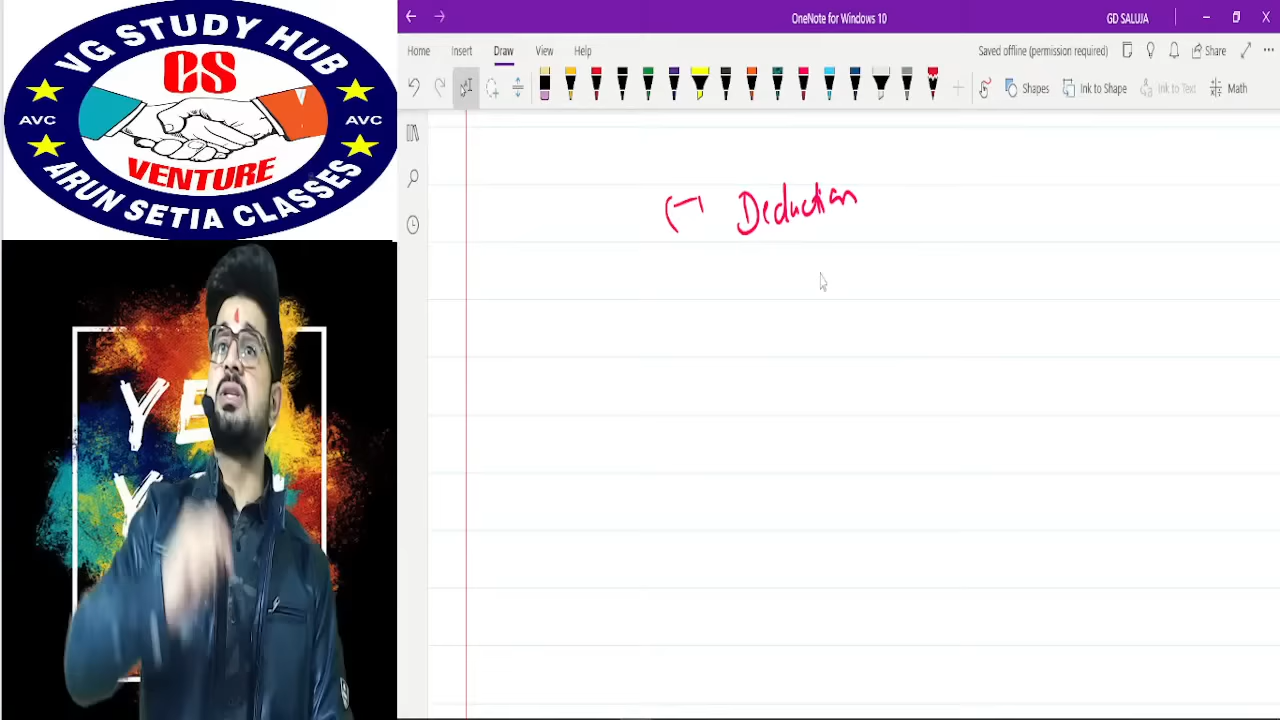 VG STUDY HUB
CS
AVC
AVC
VENTURE
ARUN SETIA CLASSES
YE
Y
OneNote for Windows 10
GD SALUJA
Home Insert Draw View Help
Saved offline (permission required)
Share
Shapes
Ink to Shape
Ink to Text
Math
(-) Deduction